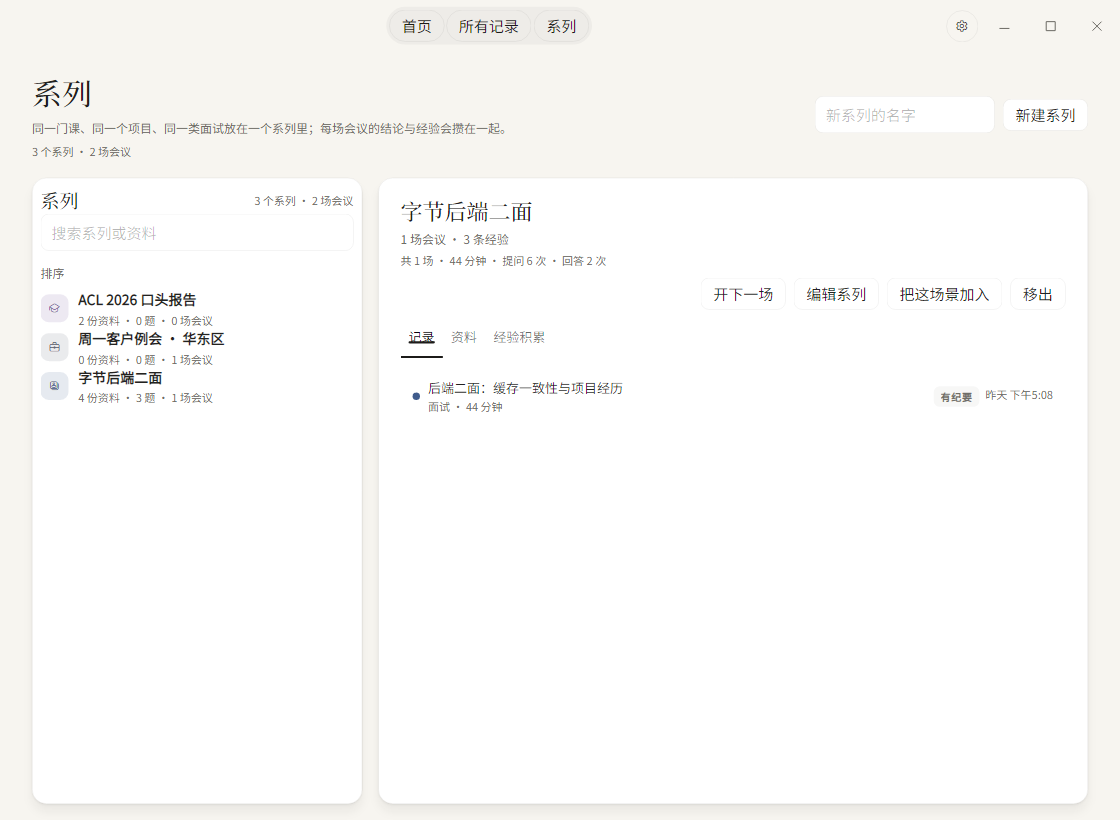 首页 所有记录 系列
系列
同一门课、同一个项目、同一类面试放在一个系列里；每场会议的结论与经验会攒在一起。
3 个系列 · 2 场会议
新系列的名字 新建系列
系列 3 个系列 · 2 场会议
搜索系列或资料
排序
ACL 2026 口头报告
2 份资料 · 0 题 · 0 场会议
周一客户例会 · 华东区
0 份资料 · 0 题 · 1 场会议
字节后端二面
4 份资料 · 3 题 · 1 场会议
字节后端二面
1 场会议 · 3 条经验
共 1 场 · 44 分钟 · 提问 6 次 · 回答 2 次
开下一场 编辑系列 把这场景加入 移出
记录 资料 经验积累
后端二面：缓存一致性与项目经历
面试 · 44 分钟
有纪要 昨天 下午5:08